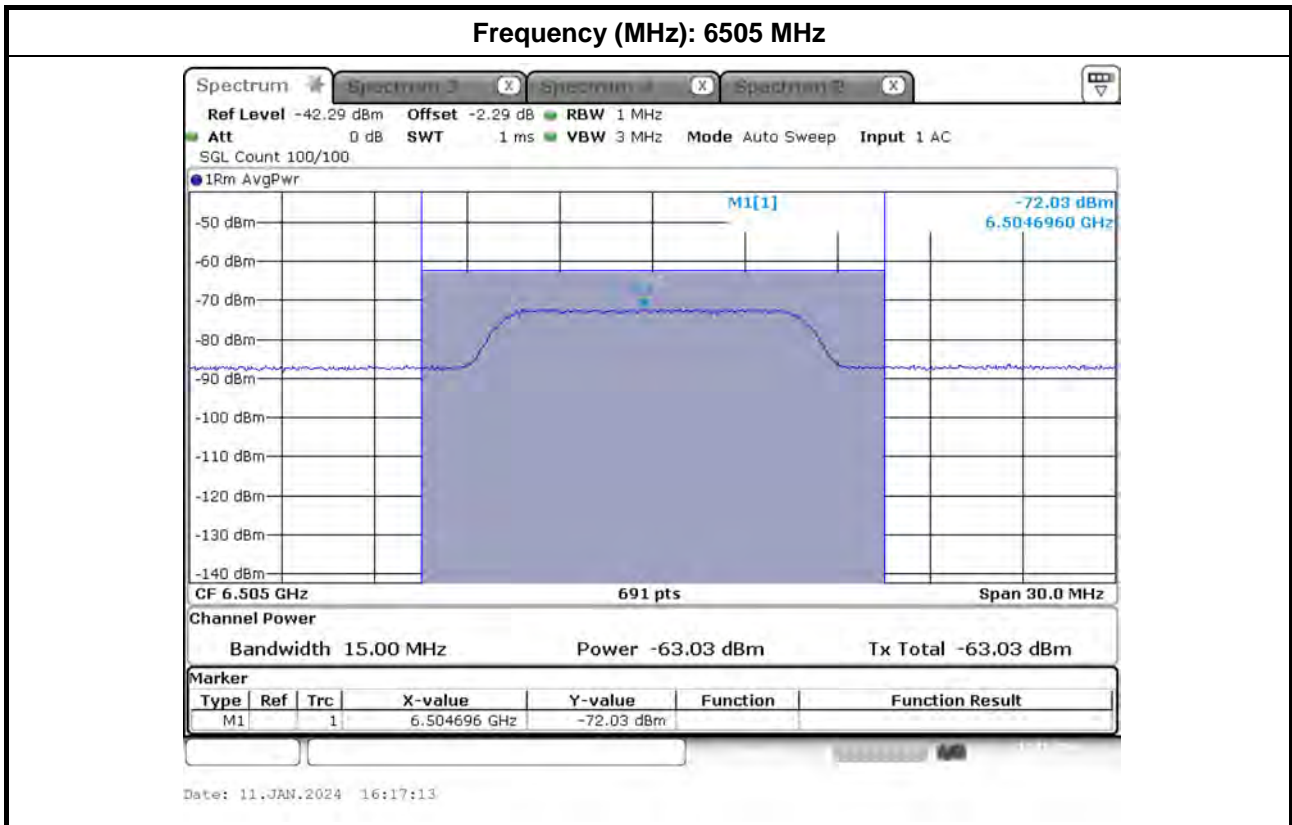 Frequency (MHz): 6505 MHz
Spectrum Spectrum 3 X Spectrum 4 X Spectrum 2 X
Ref Level -42.29 dBm Offset -2.29 dB RBW 1 MHz
Att 0 dB SWT 1 ms VBW 3 MHz Mode Auto Sweep Input 1 AC
SGL Count 100/100
1Rm AvgPwr
M1[1] -72.03 dBm
6.5046960 GHz
-50 dBm
-60 dBm
-70 dBm
-80 dBm
-90 dBm
-100 dBm
-110 dBm
-120 dBm
-130 dBm
-140 dBm
CF 6.505 GHz 691 pts Span 30.0 MHz
Channel Power
Bandwidth 15.00 MHz Power -63.03 dBm Tx Total -63.03 dBm
Marker
Type Ref Trc X-value Y-value Function Function Result
M1 1 6.504696 GHz -72.03 dBm
Date: 11.JAN.2024 16:17:13